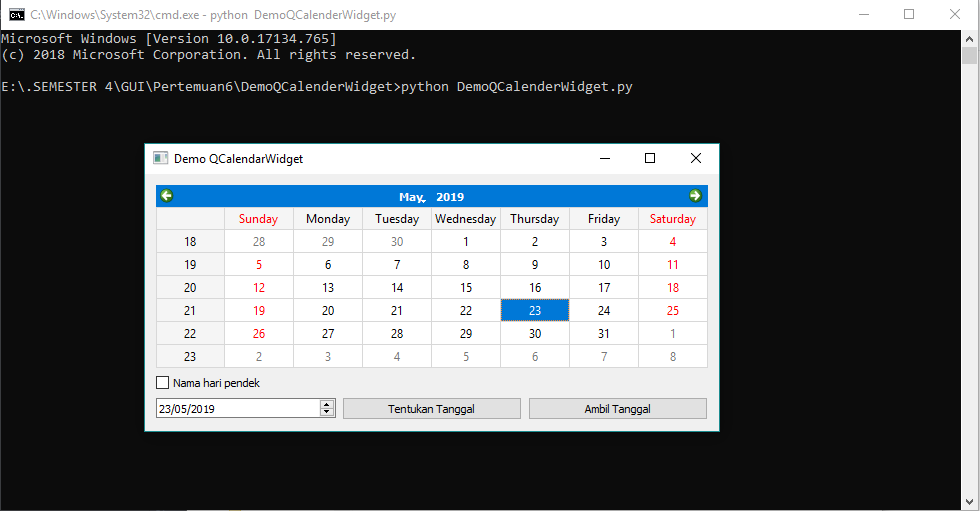 C:\Windows\System32\cmd.exe - python  DemoQCalenderWidget.py
Microsoft Windows [Version 10.0.17134.765]
(c) 2018 Microsoft Corporation. All rights reserved.
E:\.SEMESTER 4\GUI\Pertemuan6\DemoQCalenderWidget>python DemoQCalenderWidget.py
Demo QCalendarWidget
May, 2019
Sunday Monday Tuesday Wednesday Thursday Friday Saturday
18 28 29 30 1 2 3 4
19 5 6 7 8 9 10 11
20 12 13 14 15 16 17 18
21 19 20 21 22 23 24 25
22 26 27 28 29 30 31 1
23 2 3 4 5 6 7 8
Nama hari pendek
23/05/2019 Tentukan Tanggal Ambil Tanggal